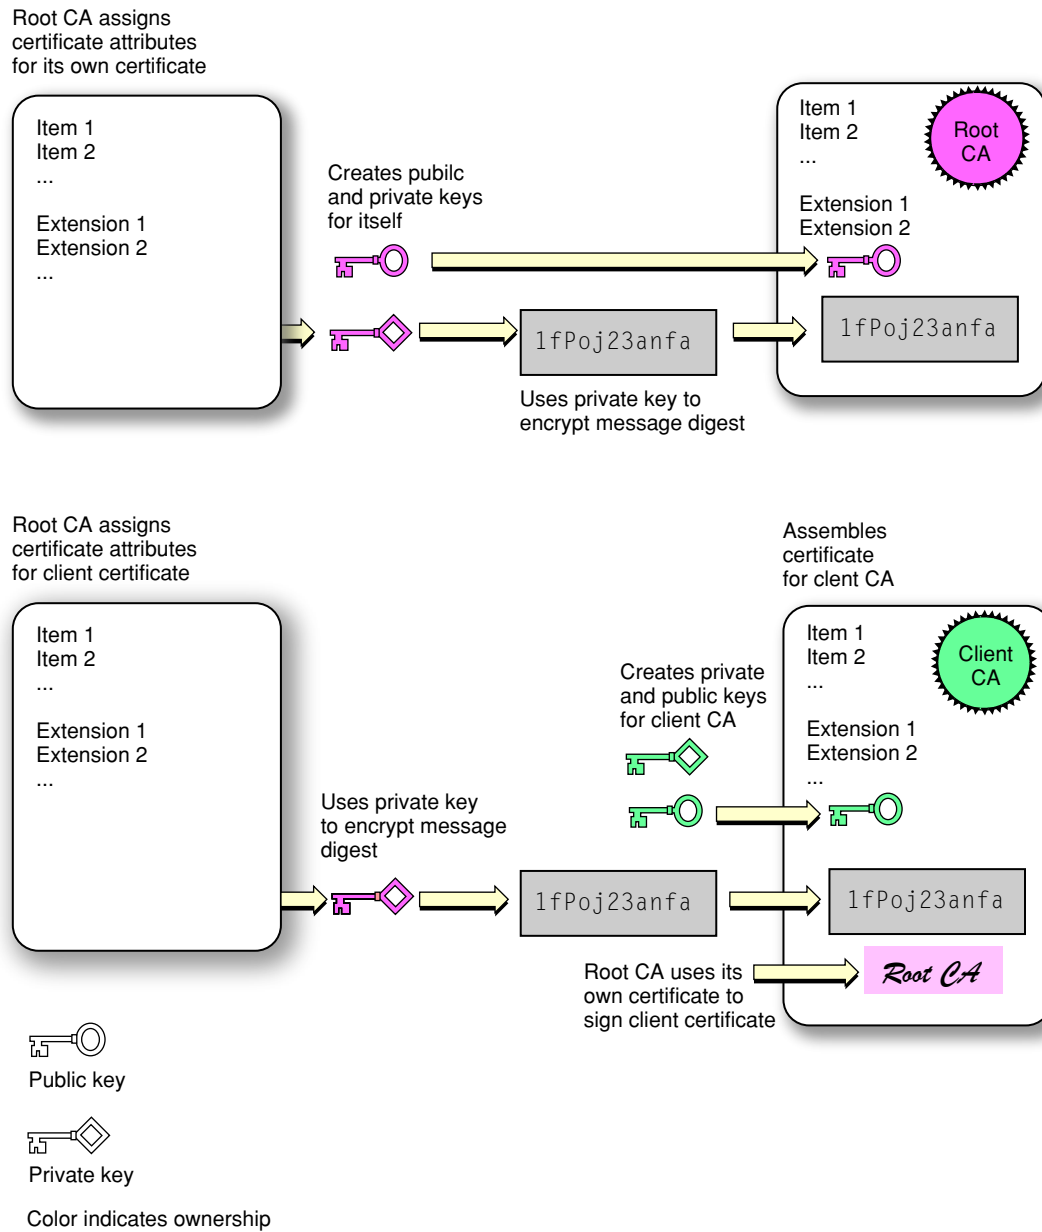 Root CA assigns
certificate attributes
for its own certificate
Item 1
Item 2
...
Extension 1
Extension 2
...
Creates pubilc
and private keys
for itself
1fPoj23anfa
Uses private key to
encrypt message digest
Item 1
Item 2
...
Extension 1
Extension 2
Root
CA
1fPoj23anfa
Root CA assigns
certificate attributes
for client certificate
Item 1
Item 2
...
Extension 1
Extension 2
...
Uses private key
to encrypt message
digest
1fPoj23anfa
Creates private
and public keys
for client CA
Assembles
certificate
for clent CA
Item 1
Item 2
...
Extension 1
Extension 2
...
Client
CA
1fPoj23anfa
Root CA uses its
own certificate to
sign client certificate
Root CA
Public key
Private key
Color indicates ownership